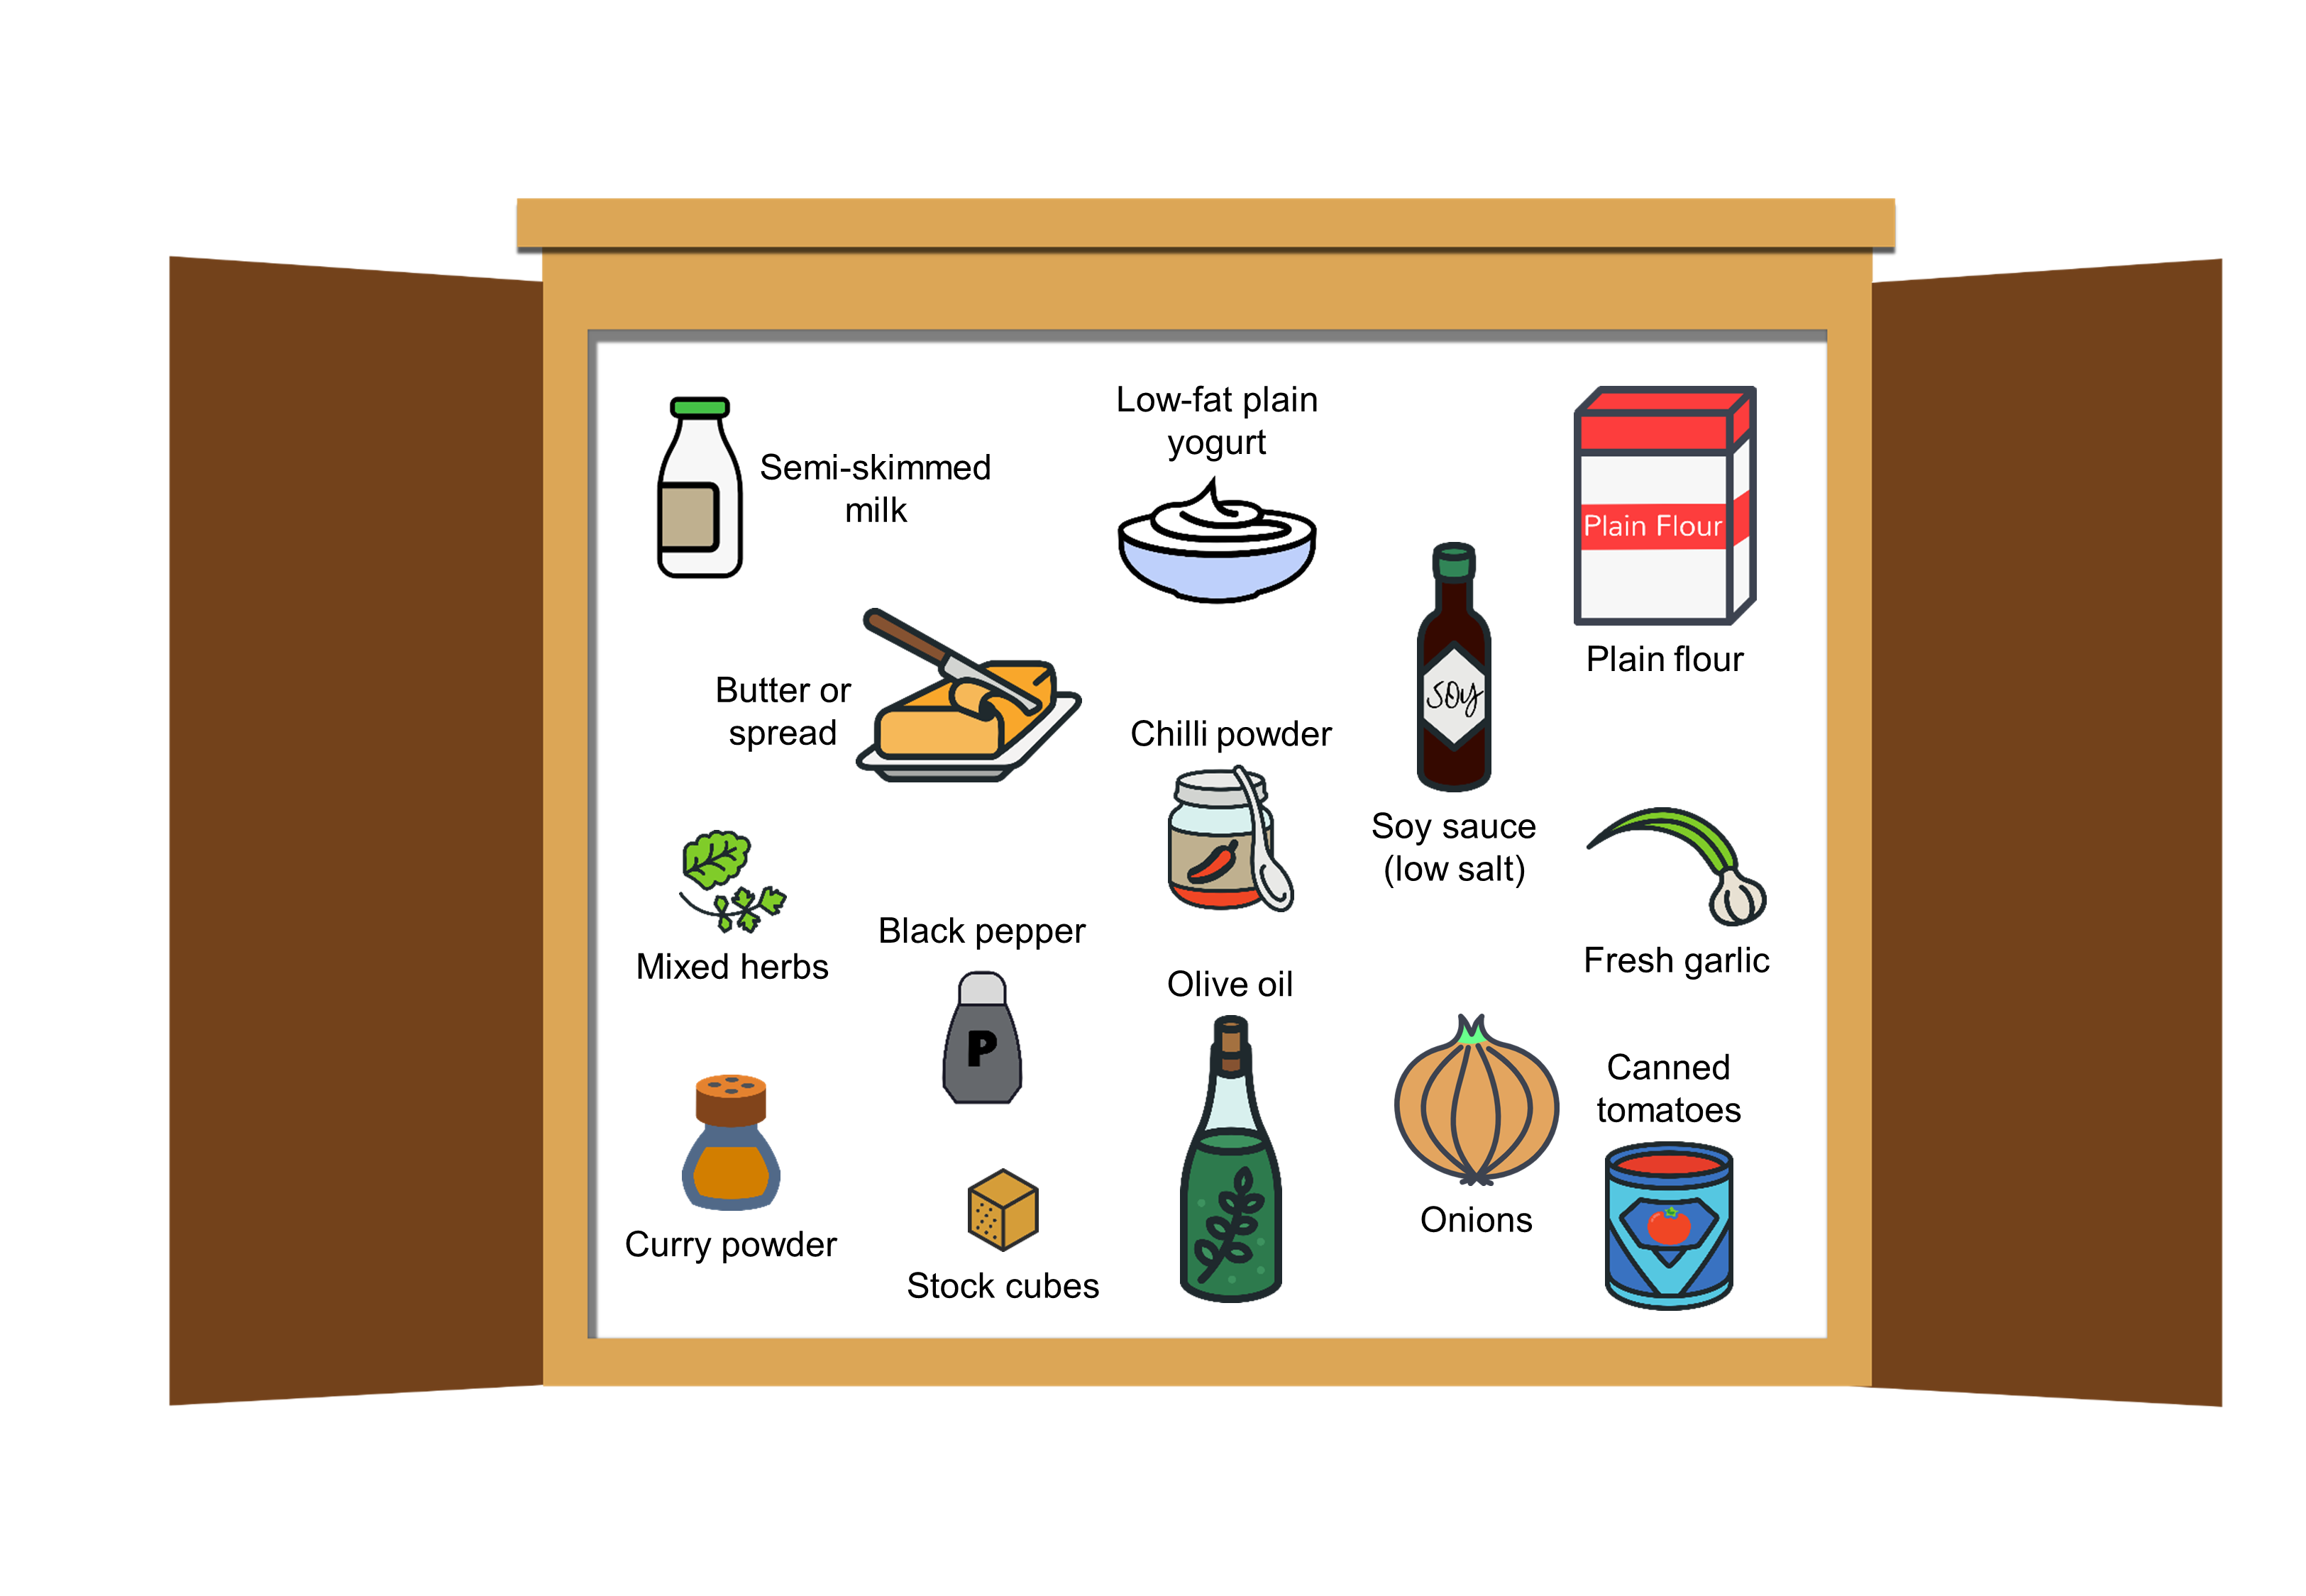 Semi-skimmed
milk
Low-fat plain
yogurt
Plain Flour
Plain flour
Butter or
spread
Chilli powder
SOY
Soy sauce
(low salt)
Mixed herbs
Black pepper
P
Fresh garlic
Olive oil
Curry powder
Stock cubes
Onions
Canned
tomatoes